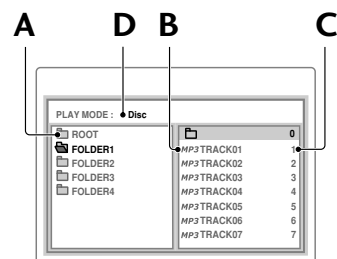 A D B C
PLAY MODE : Disc
ROOT 0
FOLDER1 MP3 TRACK01 1
FOLDER2 MP3 TRACK02 2
FOLDER3 MP3 TRACK03 3
FOLDER4 MP3 TRACK04 4
MP3 TRACK05 5
MP3 TRACK06 6
MP3 TRACK07 7